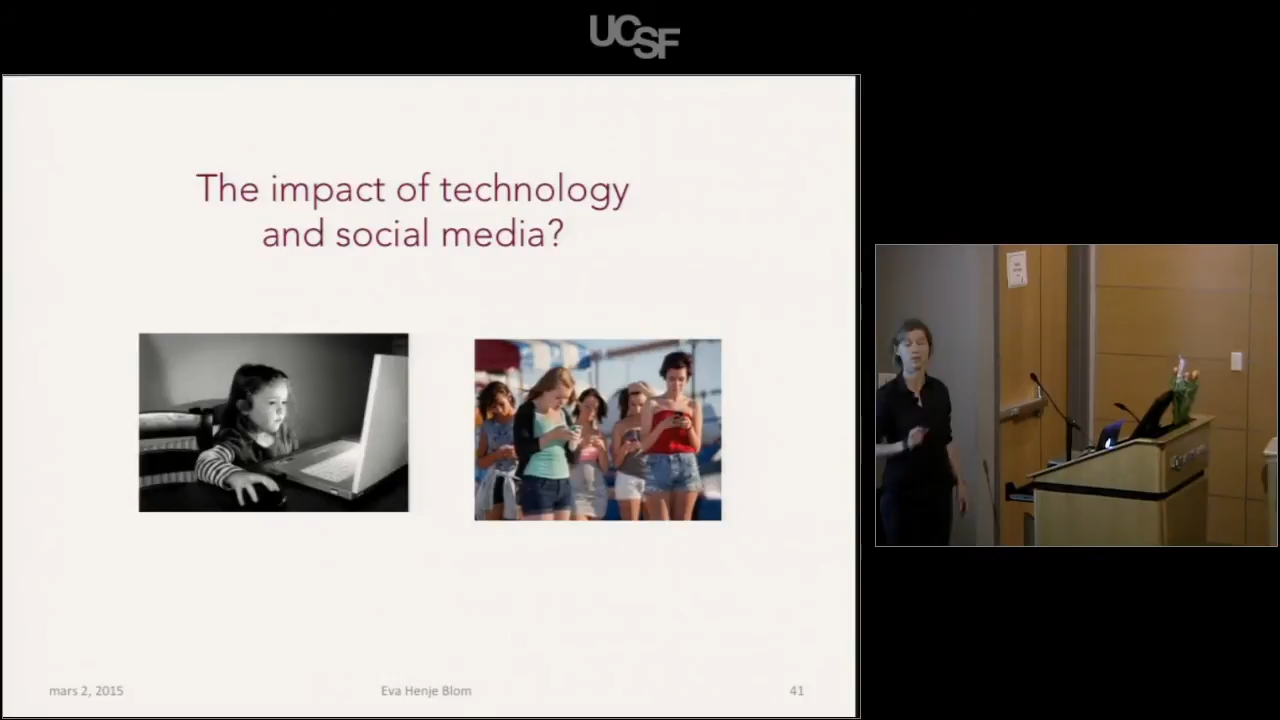 UCSF
The impact of technology
and social media?
mars 2, 2015
Eva Henje Blom
41